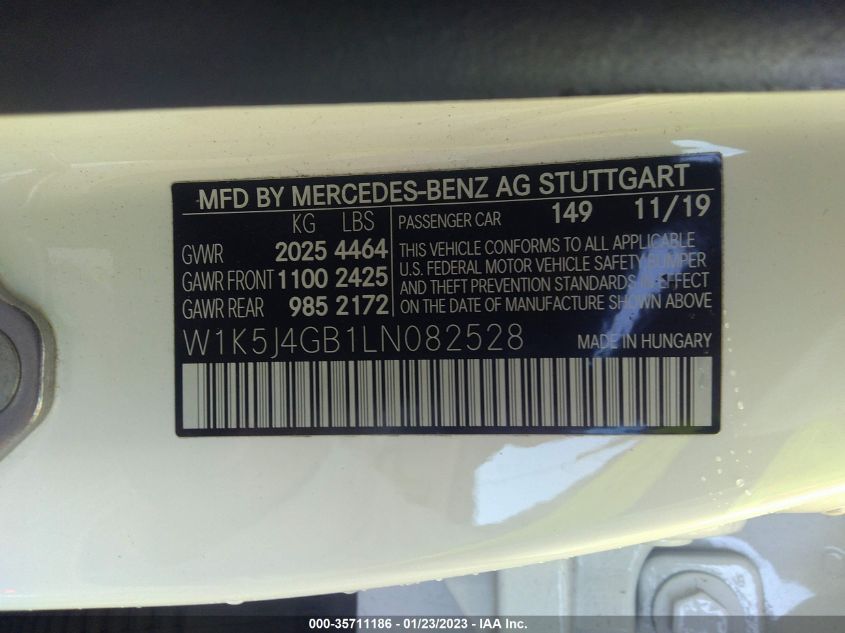 MFD BY MERCEDES-BENZ AG STUTTGART
KG LBS
GVWR 2025 4464
GAWR FRONT 1100 2425
GAWR REAR 985 2172
PASSENGER CAR 149 11/19
THIS VEHICLE CONFORMS TO ALL APPLICABLE
U.S. FEDERAL MOTOR VEHICLE SAFETY BUMPER
AND THEFT PREVENTION STANDARDS IN EFFECT
ON THE DATE OF MANUFACTURE SHOWN ABOVE
W1K5J4GB1LN082528
MADE IN HUNGARY
000-35711186 - 01/23/2023 - IAA Inc.